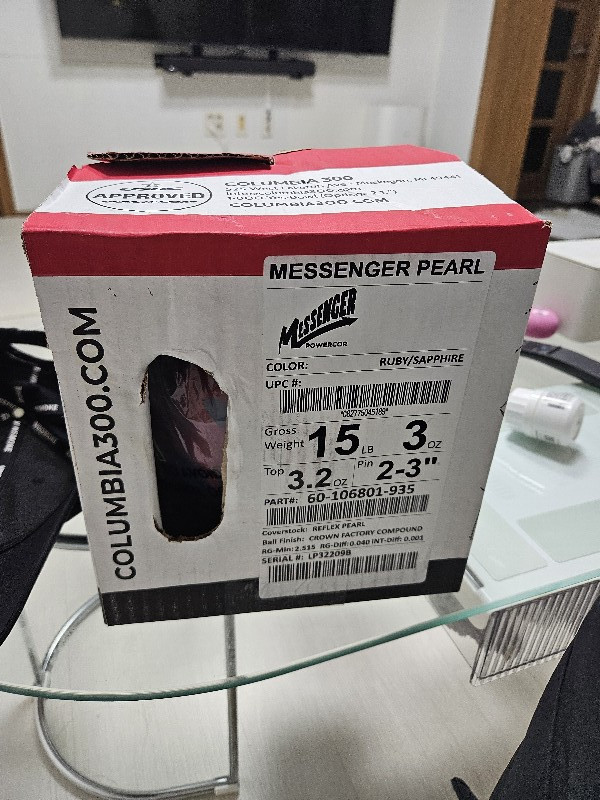 APPROVED
COLUMBIA 300
COLUMBIA300.COM
COLUMBIA300.COM
MESSENGER PEARL
MESSENGER
POWERCOR
COLOR: RUBY/SAPPHIRE
UPC #:
Gross Weight 15 LB 3 OZ
Top 3.2 OZ Pin 2-3"
PART#: 60-106801-935
Coverstock: REFLEX PEARL
Ball Finish: CROWN FACTORY COMPOUND
RG-Min: 2.515 RG-Diff: 0.040 INT-Diff: 0.001
SERIAL #: LP32209B